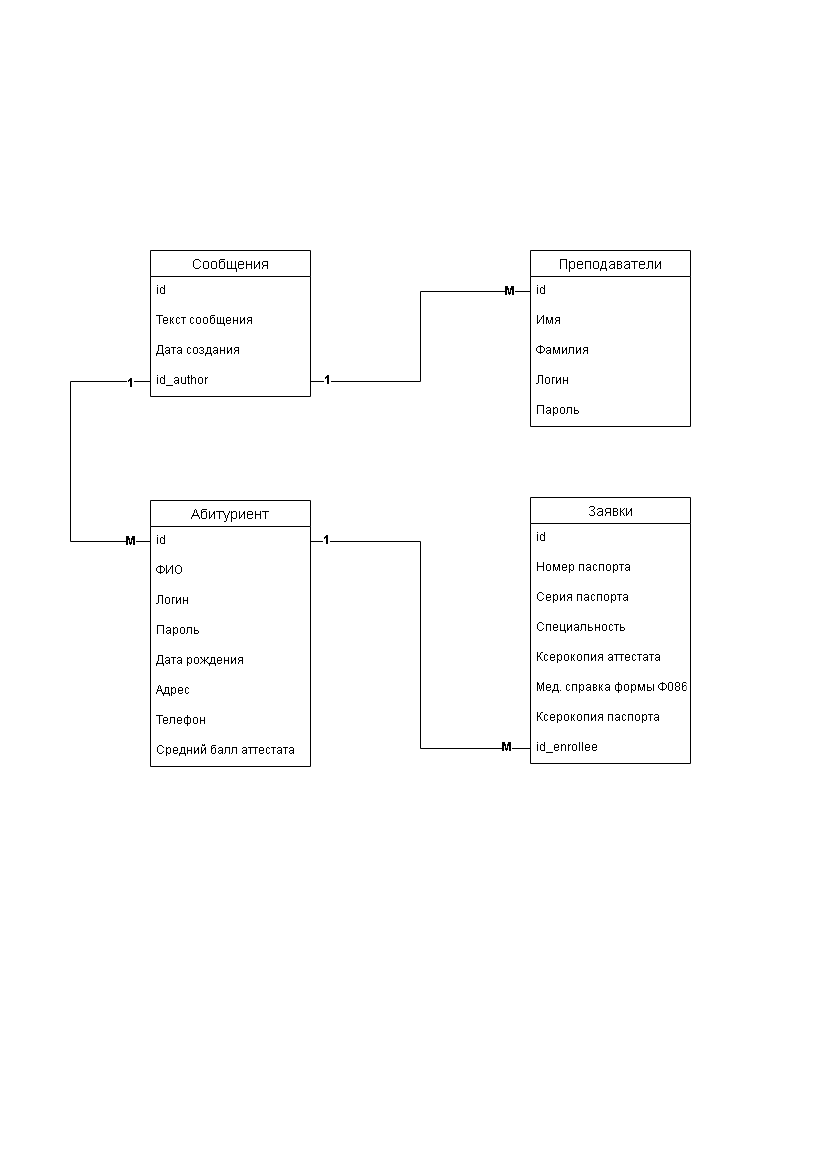 Сообщения
id
Текст сообщения
Дата создания
id_author
Преподаватели
id
Имя
Фамилия
Логин
Пароль
1
1
M
M
Абитуриент
id
ФИО
Логин
Пароль
Дата рождения
Адрес
Телефон
Средний балл аттестата
1
M
Заявки
id
Номер паспорта
Серия паспорта
Специальность
Ксерокопия аттестата
Мед. справка формы Ф086
Ксерокопия паспорта
id_enrollee